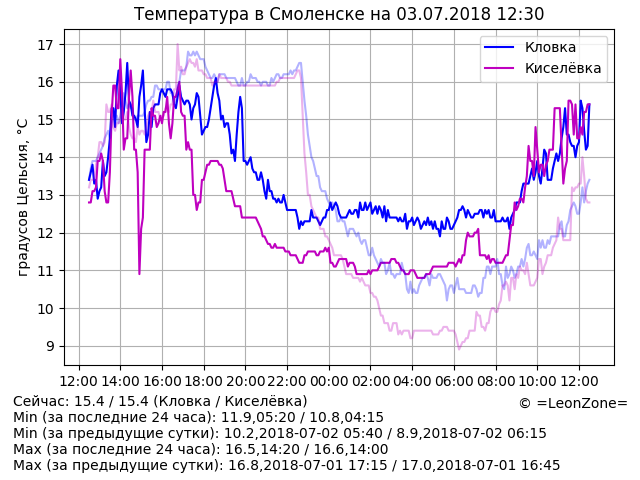 Температура в Смоленске на 03.07.2018 12:30
17
16
15
14
13
12
11
10
9
градусов Цельсия, °C
Кловка
Киселёвка
12:00 14:00 16:00 18:00 20:00 22:00 00:00 02:00 04:00 06:00 08:00 10:00 12:00
Сейчас: 15.4 / 15.4 (Кловка / Киселёвка)
© =LeonZone=
Min (за последние 24 часа): 11.9,05:20 / 10.8,04:15
Min (за предыдущие сутки): 10.2,2018-07-02 05:40 / 8.9,2018-07-02 06:15
Max (за последние 24 часа): 16.5,14:20 / 16.6,14:00
Max (за предыдущие сутки): 16.8,2018-07-01 17:15 / 17.0,2018-07-01 16:45